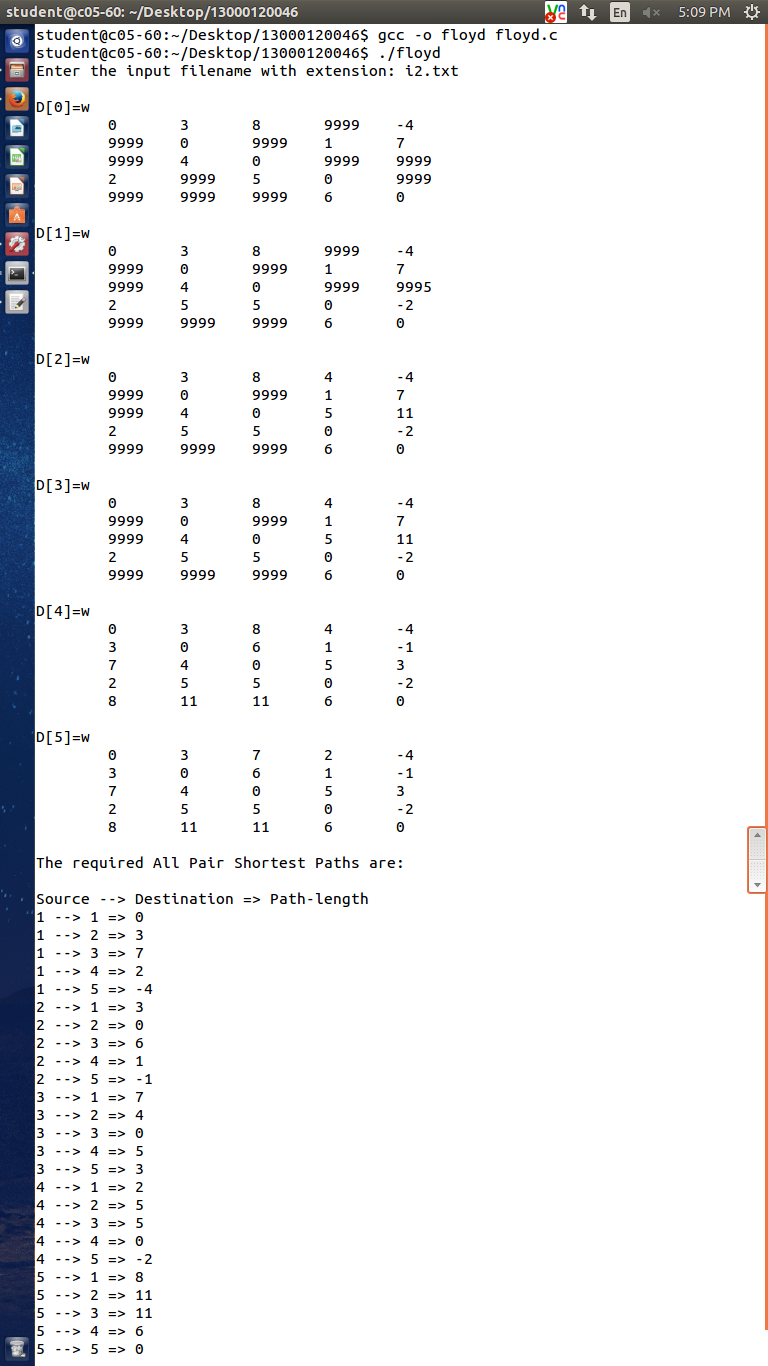 student@c05-60: ~/Desktop/13000120046 En 5:09 PM
student@c05-60:~/Desktop/13000120046$ gcc -o floyd floyd.c
student@c05-60:~/Desktop/13000120046$ ./floyd
Enter the input filename with extension: i2.txt
D[0]=w
0 3 8 9999 -4
9999 0 9999 1 7
9999 4 0 9999 9999
2 9999 5 0 9999
9999 9999 9999 6 0
D[1]=w
0 3 8 9999 -4
9999 0 9999 1 7
9999 4 0 9999 9995
2 5 5 0 -2
9999 9999 9999 6 0
D[2]=w
0 3 8 4 -4
9999 0 9999 1 7
9999 4 0 5 11
2 5 5 0 -2
9999 9999 9999 6 0
D[3]=w
0 3 8 4 -4
9999 0 9999 1 7
9999 4 0 5 11
2 5 5 0 -2
9999 9999 9999 6 0
D[4]=w
0 3 8 4 -4
3 0 6 1 -1
7 4 0 5 3
2 5 5 0 -2
8 11 11 6 0
D[5]=w
0 3 7 2 -4
3 0 6 1 -1
7 4 0 5 3
2 5 5 0 -2
8 11 11 6 0
The required All Pair Shortest Paths are:
Source --> Destination => Path-length
1 --> 1 => 0
1 --> 2 => 3
1 --> 3 => 7
1 --> 4 => 2
1 --> 5 => -4
2 --> 1 => 3
2 --> 2 => 0
2 --> 3 => 6
2 --> 4 => 1
2 --> 5 => -1
3 --> 1 => 7
3 --> 2 => 4
3 --> 3 => 0
3 --> 4 => 5
3 --> 5 => 3
4 --> 1 => 2
4 --> 2 => 5
4 --> 3 => 5
4 --> 4 => 0
4 --> 5 => -2
5 --> 1 => 8
5 --> 2 => 11
5 --> 3 => 11
5 --> 4 => 6
5 --> 5 => 0